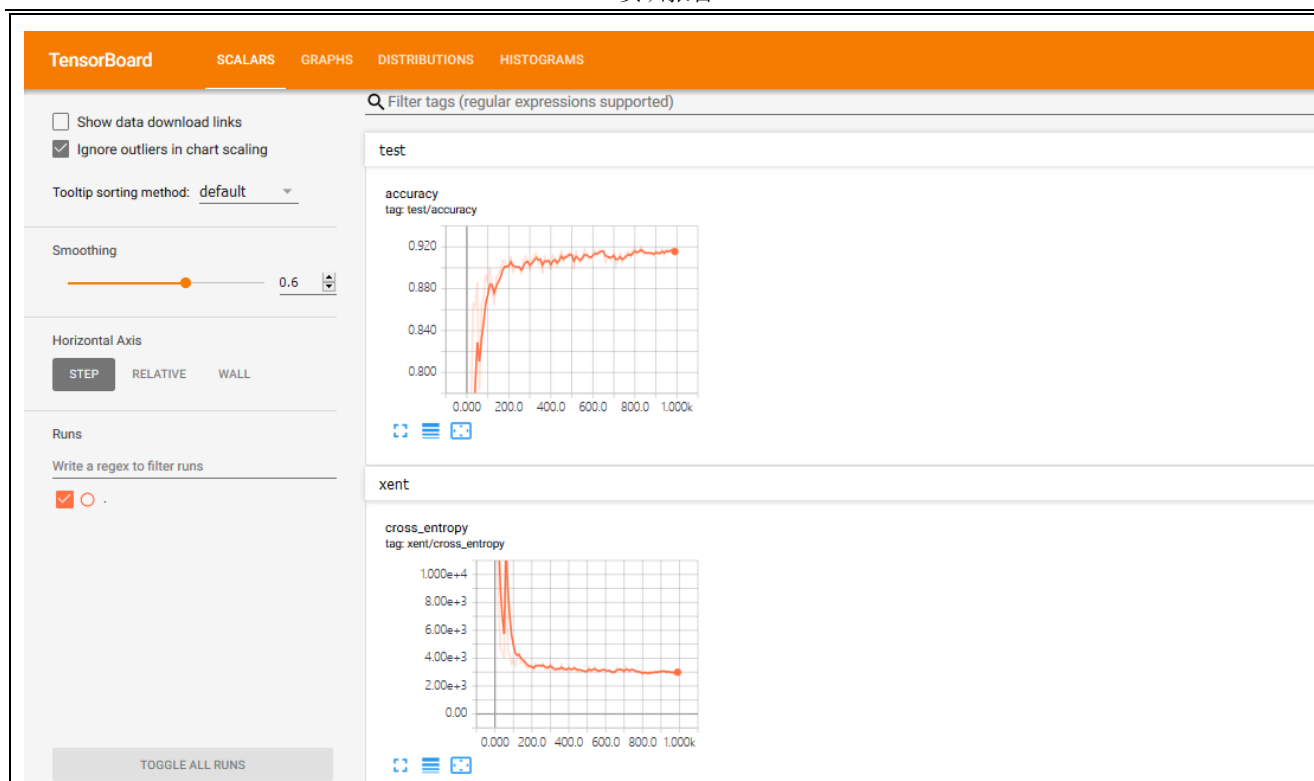 TensorBoard SCALARS GRAPHS DISTRIBUTIONS HISTOGRAMS
Show data download links
Ignore outliers in chart scaling
Tooltip sorting method: default
Smoothing
0.6
Horizontal Axis
STEP RELATIVE WALL
Runs
Write a regex to filter runs
.
TOGGLE ALL RUNS
Filter tags (regular expressions supported)
test
accuracy
tag: test/accuracy
0.920
0.880
0.840
0.800
0.000 200.0 400.0 600.0 800.0 1.000k
xent
cross_entropy
tag: xent/cross_entropy
1.000e+4
8.00e+3
6.00e+3
4.00e+3
2.00e+3
0.00
0.000 200.0 400.0 600.0 800.0 1.000k